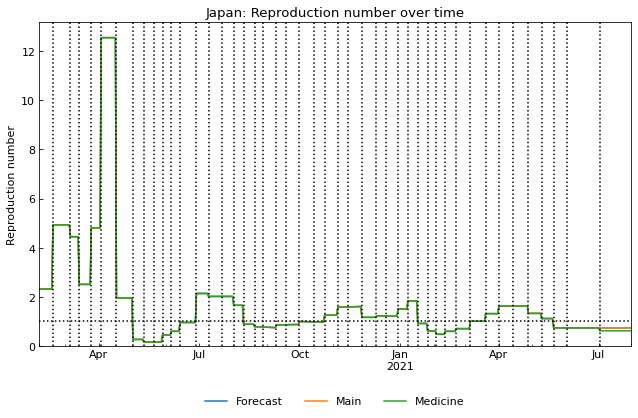 Japan: Reproduction number over time
Reproduction number
12
10
8
6
4
2
0
Apr Jul Oct Jan Apr Jul
2021
Forecast Main Medicine